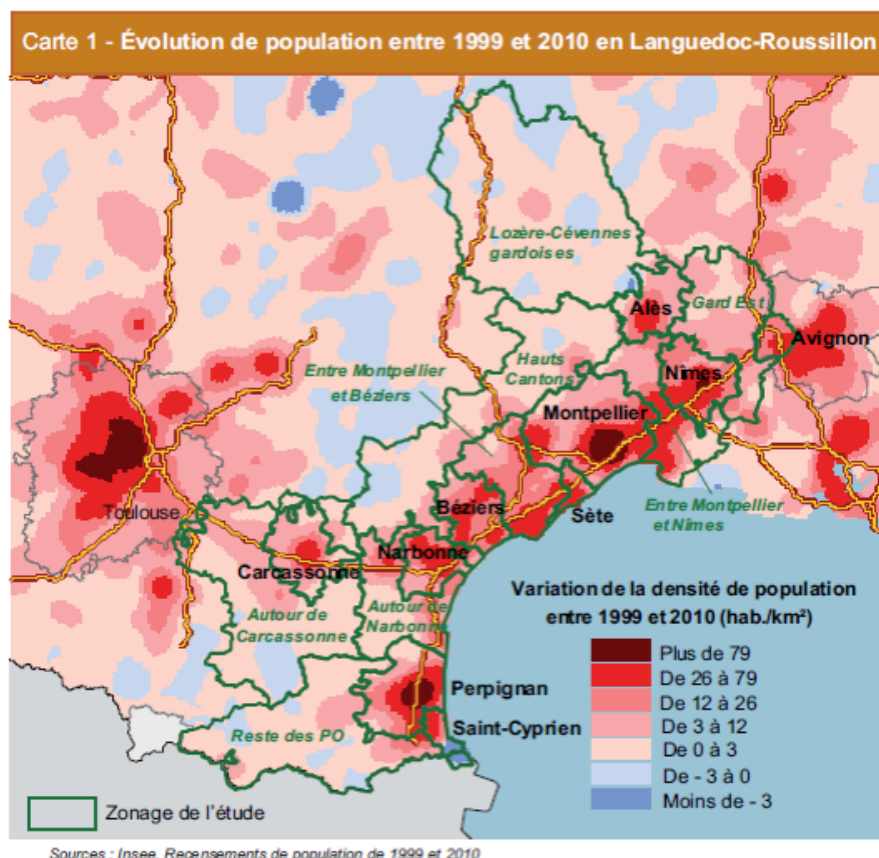 Carte 1 - Évolution de population entre 1999 et 2010 en Languedoc-Roussillon
Lozère-Cévennes
gardoises
Alès
Gard Est
Avignon
Hauts
Cantons
Nîmes
Entre Montpellier
et Béziers
Montpellier
Béziers
Sète
Entre Montpellier
et Nîmes
Toulouse
Narbonne
Carcassonne
Autour de
Carcassonne
Autour de
Narbonne
Perpignan
Saint-Cyprien
Reste des PO
Variation de la densité de population
entre 1999 et 2010 (hab./km²)
Plus de 79
De 26 à 79
De 12 à 26
De 3 à 12
De 0 à 3
De - 3 à 0
Moins de - 3
Zonage de l'étude
Sources : Insee, Recensements de population de 1999 et 2010